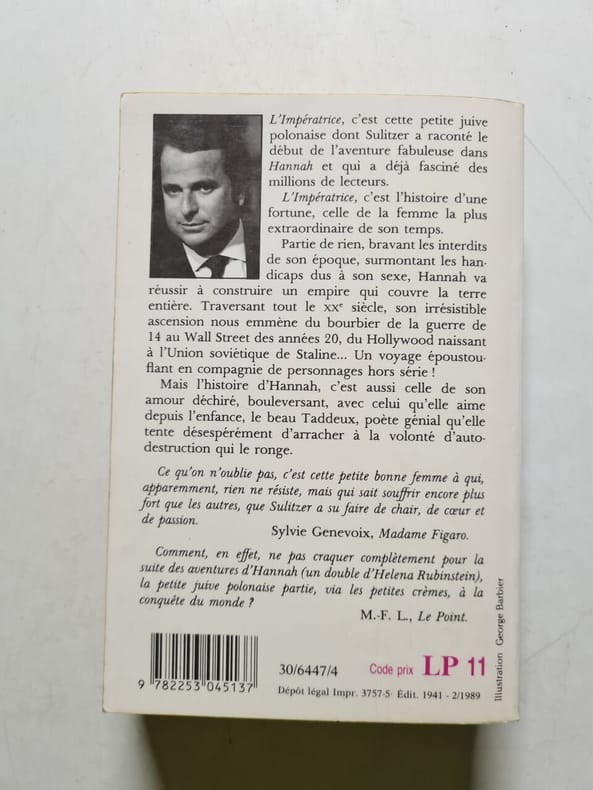 L'Impératrice, c'est cette petite juive
polonaise dont Sulitzer a raconté le
début de l'aventure fabuleuse dans
Hannah et qui a déjà fasciné des
millions de lecteurs.
L'Impératrice, c'est l'histoire d'une
fortune, celle de la femme la plus
extraordinaire de son temps.
Partie de rien, bravant les interdits
de son époque, surmontant les han-
dicaps dus à son sexe, Hannah va
réussir à construire un empire qui couvre la terre
entière. Traversant tout le XXe siècle, son irrésistible
ascension nous emmène du bourbier de la guerre de
14 au Wall Street des années 20, du Hollywood naissant
à l'Union soviétique de Staline... Un voyage époustou-
flant en compagnie de personnages hors série !
Mais l'histoire d'Hannah, c'est aussi celle de son
amour déchiré, bouleversant, avec celui qu'elle aime
depuis l'enfance, le beau Taddeux, poète génial qu'elle
tente désespérément d'arracher à la volonté d'auto-
destruction qui le ronge.
Ce qu'on n'oublie pas, c'est cette petite bonne femme à qui,
apparemment, rien ne résiste, mais qui sait souffrir encore plus
fort que les autres, que Sulitzer a su faire de chair, de cœur et
de passion.
Sylvie Genevoix, Madame Figaro.
Comment, en effet, ne pas craquer complètement pour la
suite des aventures d'Hannah (un double d'Helena Rubinstein),
la petite juive polonaise partie, via les petites crèmes, à la
conquête du monde ?
M.-F. L., Le Point.
Illustration George Barbier
9 782253 045137
30/6447/4 Code prix LP 11
Dépôt légal Impr. 3757-5 Édit. 1941 - 2/1989